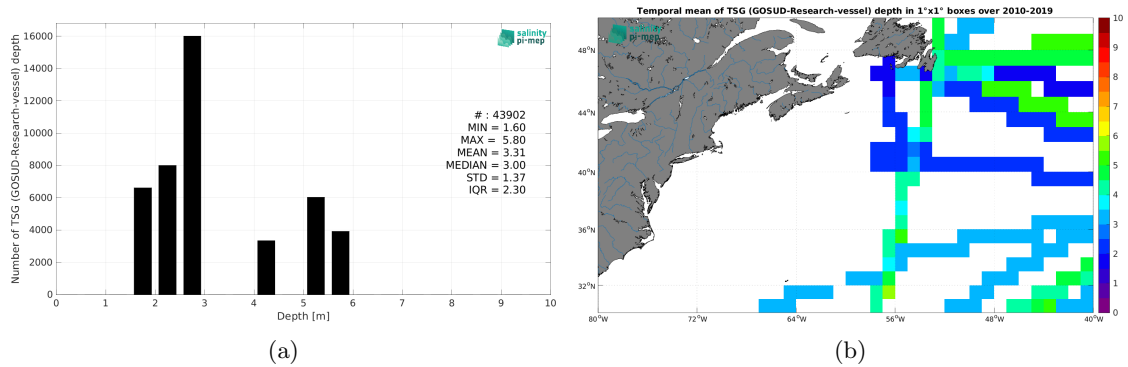 16000
14000
12000
10000
8000
6000
4000
2000
0
Number of TSG (GOSUD-Research-vessel) depth
salinity
pi-mep
# : 43902
MIN = 1.60
MAX = 5.80
MEAN = 3.31
MEDIAN = 3.00
STD = 1.37
IQR = 2.30
0 1 2 3 4 5 6 7 8 9 10
Depth [m]
(a)
Temporal mean of TSG (GOSUD-Research-vessel) depth in 1°x1° boxes over 2010-2019
salinity
pi-mep
48°N
44°N
40°N
36°N
32°N
80°W 72°W 64°W 56°W 48°W 40°W
10
9
8
7
6
5
4
3
2
1
0
(b)